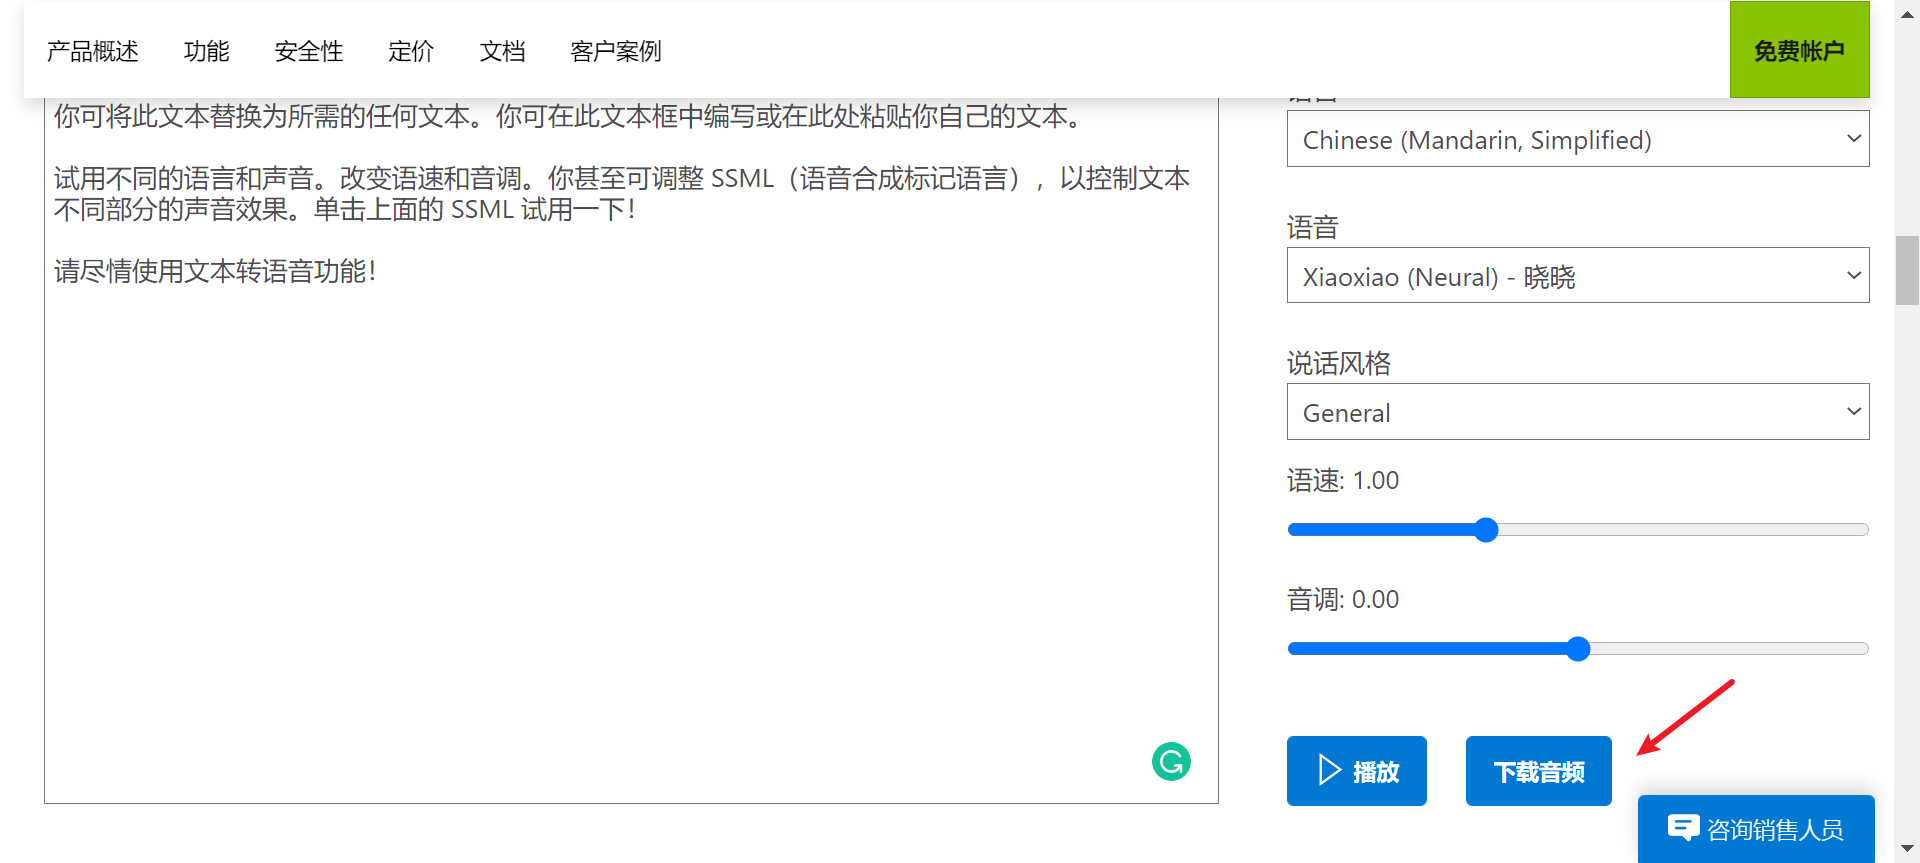 产品概述 功能 安全性 定价 文档 客户案例 免费帐户
你可将此文本替换为所需的任何文本。你可在此文本框中编写或在此处粘贴你自己的文本。
试用不同的语言和声音。改变语速和音调。你甚至可调整 SSML（语音合成标记语言），以控制文本
不同部分的声音效果。单击上面的 SSML 试用一下！
请尽情使用文本转语音功能！
Chinese (Mandarin, Simplified)
语音
Xiaoxiao (Neural) - 晓晓
说话风格
General
语速: 1.00
音调: 0.00
播放 下载音频
咨询销售人员